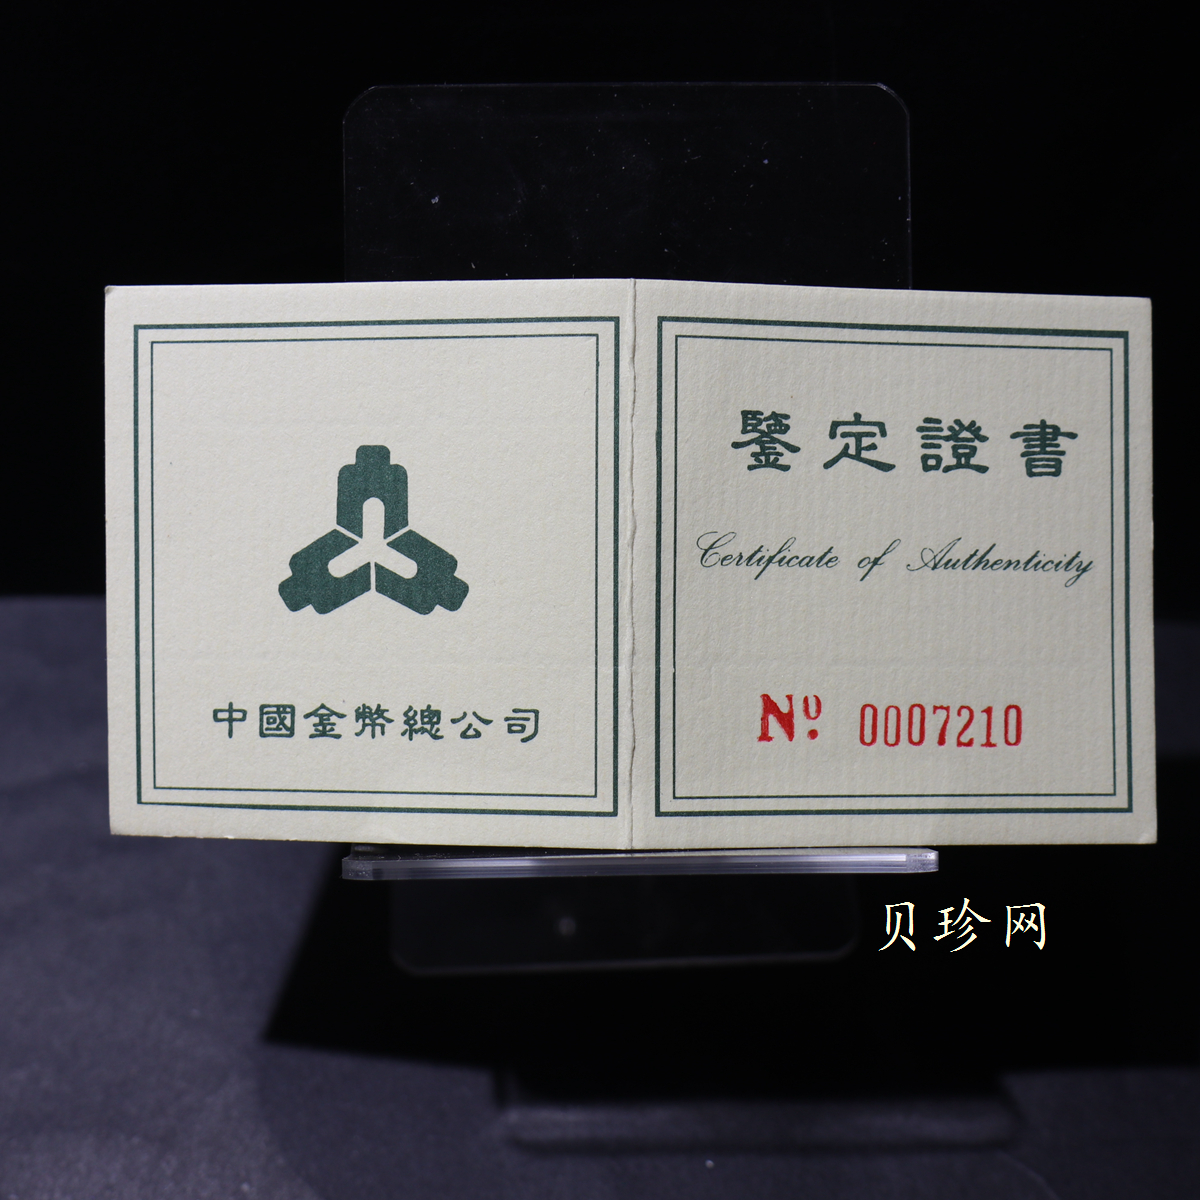 中國金幣總公司
鑒定證書
Certificate of Authenticity
Nº 0007210
贝珍网